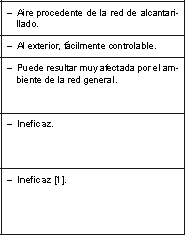 – Aire procedente de la red de alcantari-
llado.
– Al exterior, fácilmente controlable.
– Puede resultar muy afectada por el am-
biente de la red general.
– Ineficaz.
– Ineficaz [1].